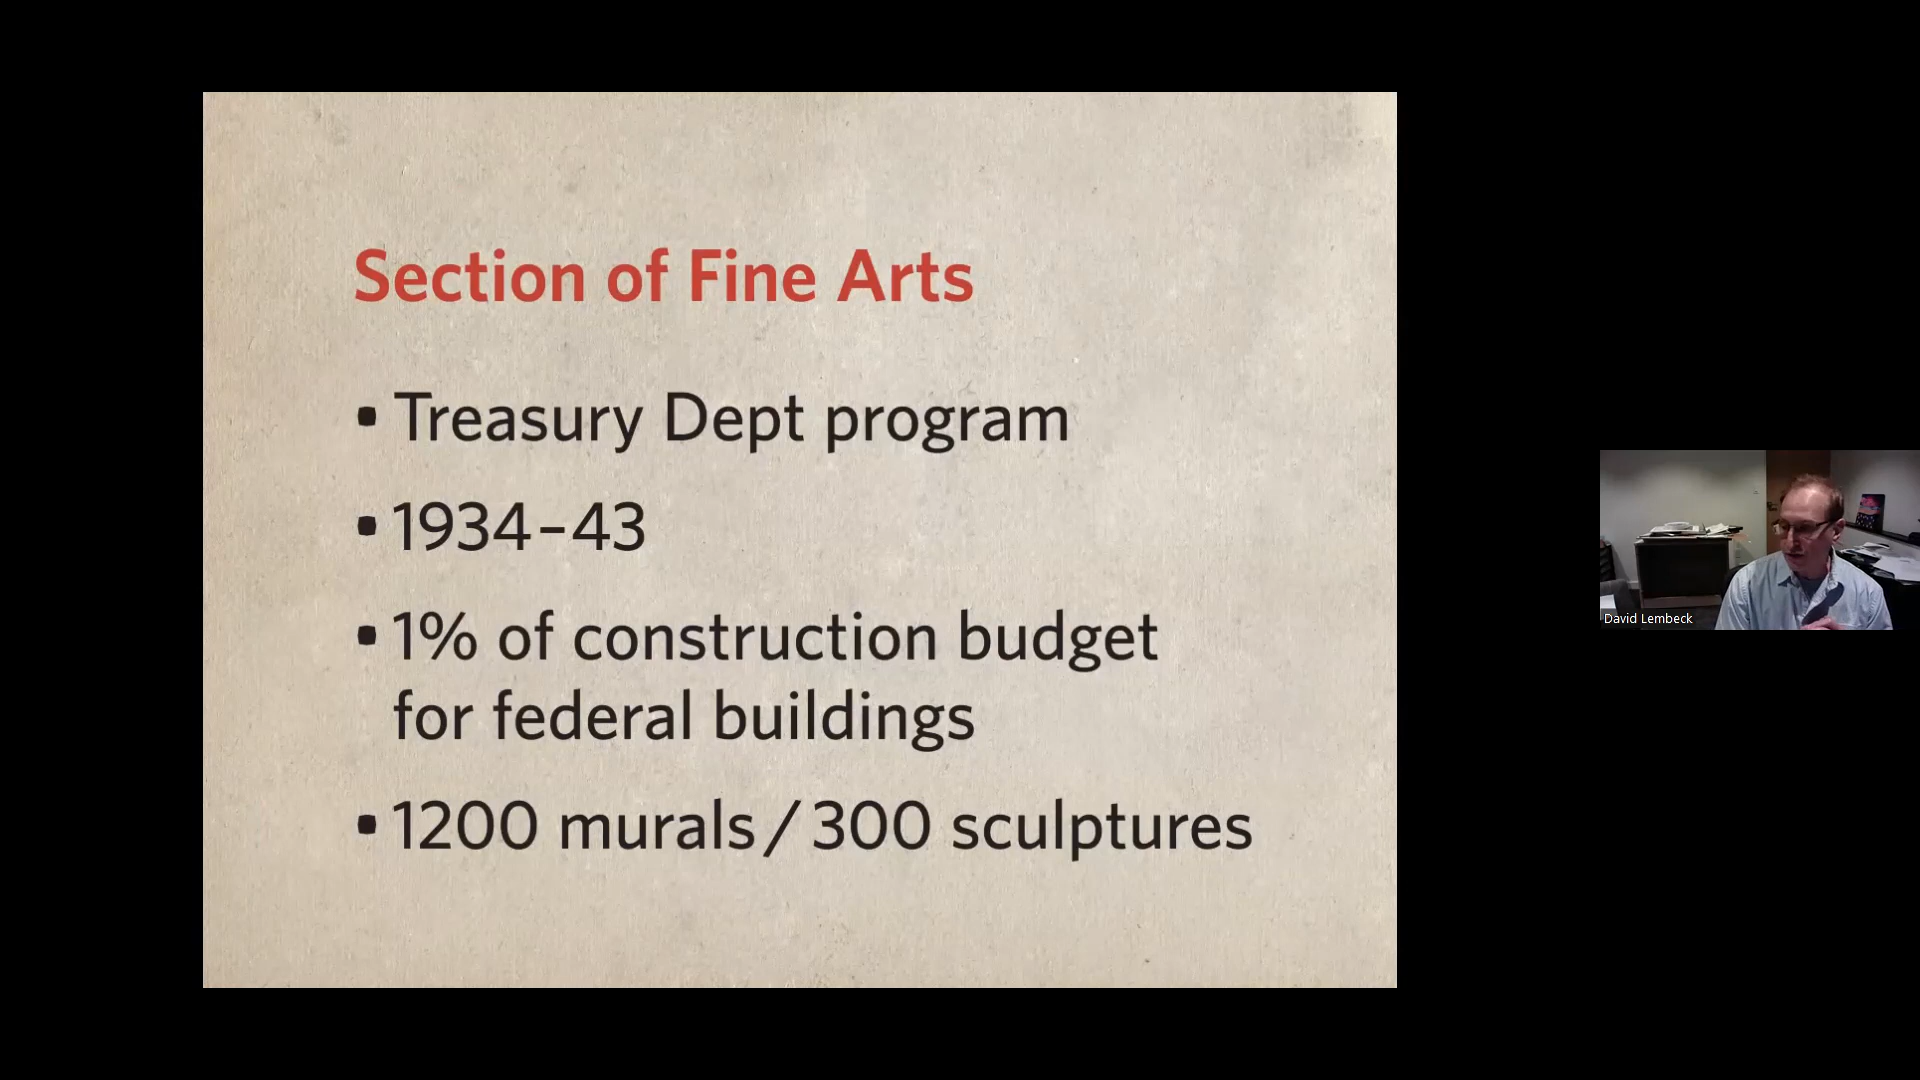 Section of Fine Arts
• Treasury Dept program
• 1934–43
• 1% of construction budget
for federal buildings
• 1200 murals / 300 sculptures
David Lembeck